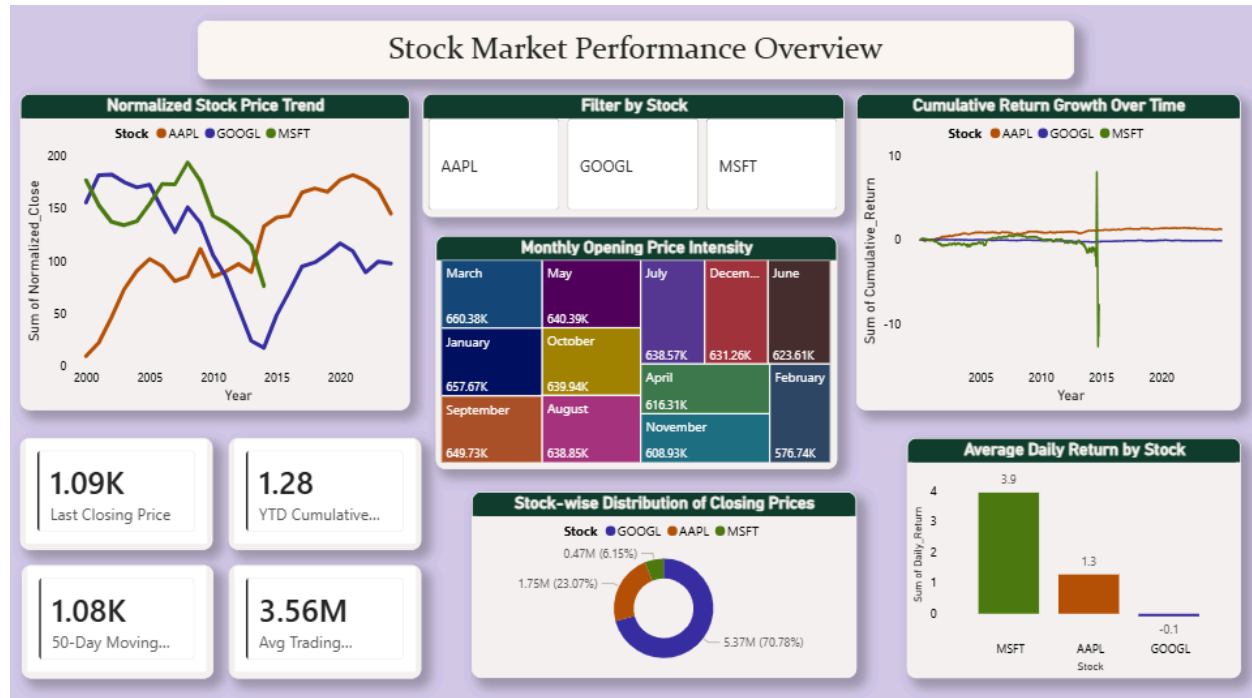 Stock Market Performance Overview
Normalized Stock Price Trend
Stock AAPL GOOGL MSFT
Sum of Normalized_Close
200
150
100
50
0
2000 2005 2010 2015 2020
Year
Filter by Stock
AAPL GOOGL MSFT
Cumulative Return Growth Over Time
Stock AAPL GOOGL MSFT
Sum of Cumulative_Return
10
0
-10
2005 2010 2015 2020
Year
Monthly Opening Price Intensity
March
660.38K
January
657.67K
September
649.73K
May
640.39K
October
639.94K
August
638.85K
July
638.57K
Decem...
631.26K
June
623.61K
April
616.31K
November
608.93K
February
576.74K
1.09K
Last Closing Price
1.28
YTD Cumulative...
1.08K
50-Day Moving...
3.56M
Avg Trading...
Stock-wise Distribution of Closing Prices
Stock GOOGL AAPL MSFT
0.47M (6.15%)
1.75M (23.07%)
5.37M (70.78%)
Average Daily Return by Stock
Sum of Daily_Return
4
3
2
1
0
3.9
1.3
-0.1
MSFT AAPL GOOGL
Stock